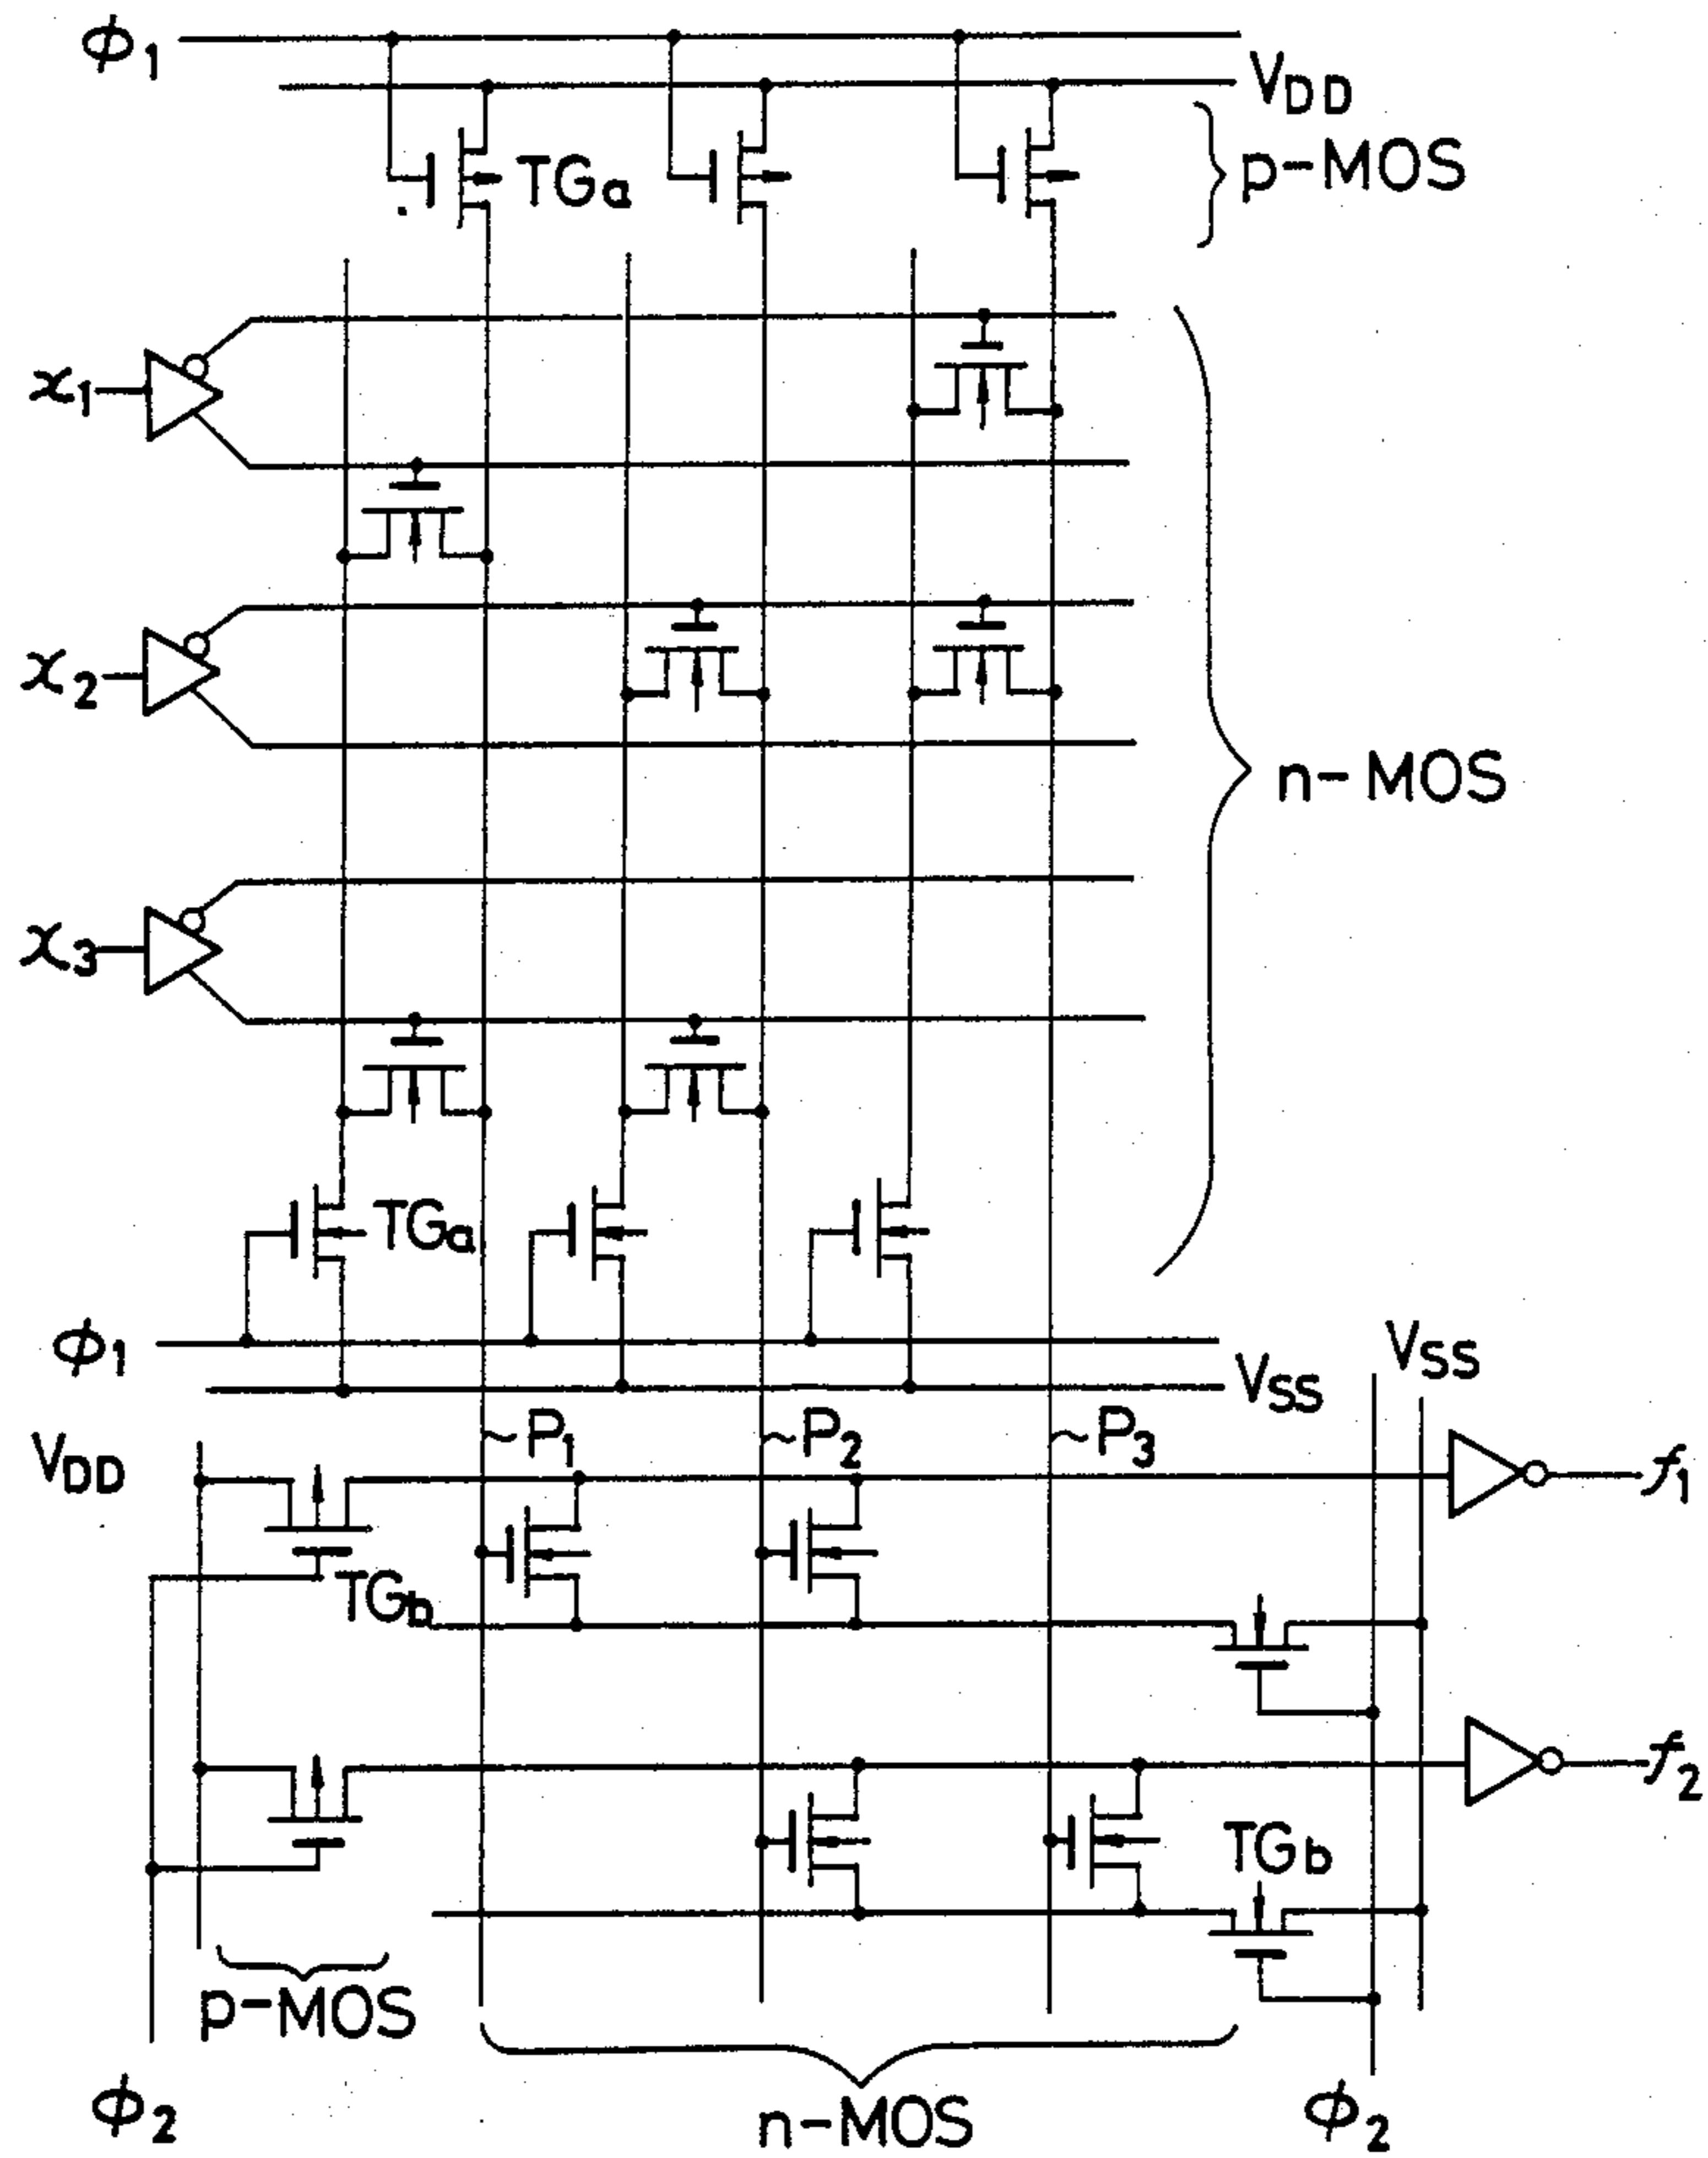 ϕ1
VDD
TGa
p-MOS
x1
x2
n-MOS
x3
TGa
ϕ1
VSS
VSS
VDD
P1
P2
P3
f1
TGb
f2
TGb
p-MOS
ϕ2
n-MOS
ϕ2